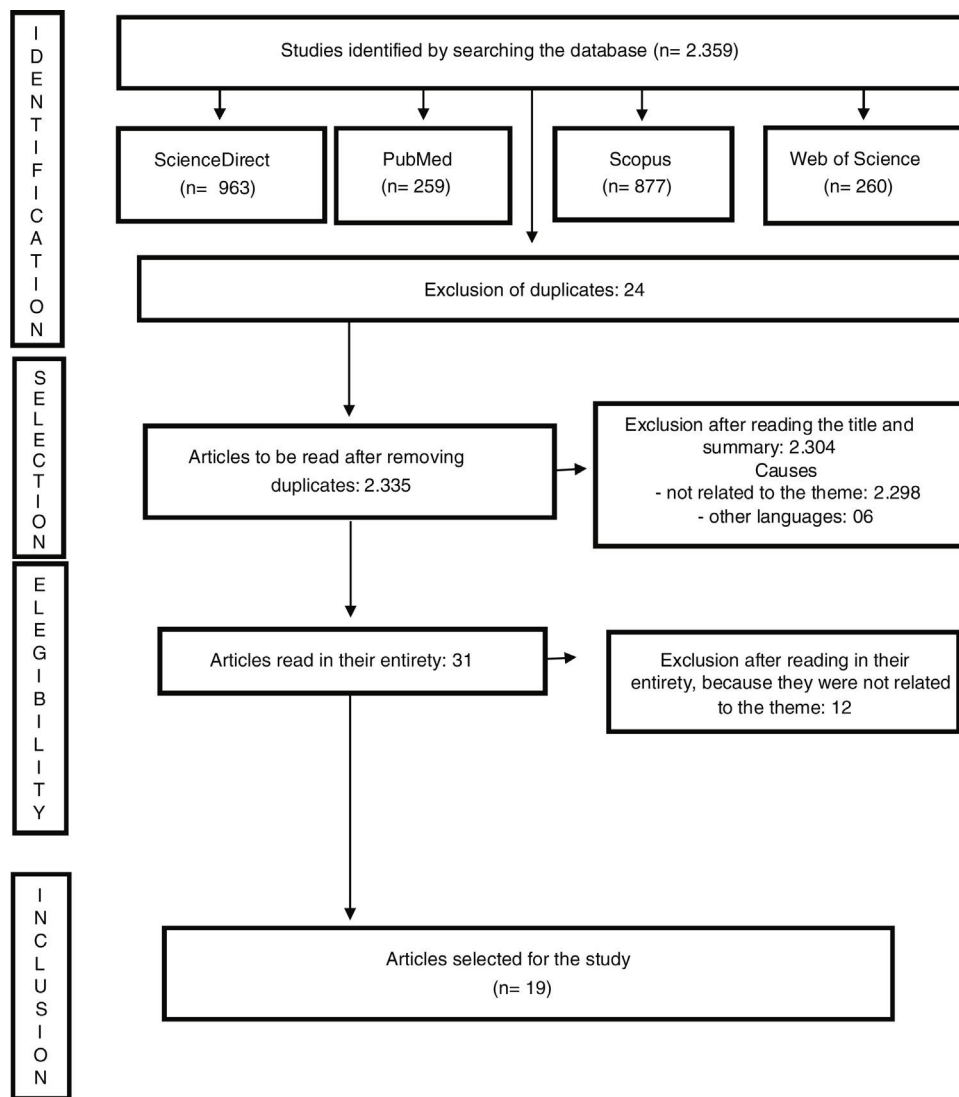 IDENTIFICATION
Studies identified by searching the database (n= 2.359)
ScienceDirect
(n= 963)
PubMed
(n= 259)
Scopus
(n= 877)
Web of Science
(n= 260)
Exclusion of duplicates: 24
SELECTION
Articles to be read after removing
duplicates: 2.335
Exclusion after reading the title and
summary: 2.304
Causes
- not related to the theme: 2.298
- other languages: 06
ELEGIBILITY
Articles read in their entirety: 31
Exclusion after reading in their
entirety, because they were not related
to the theme: 12
INCLUSION
Articles selected for the study
(n= 19)